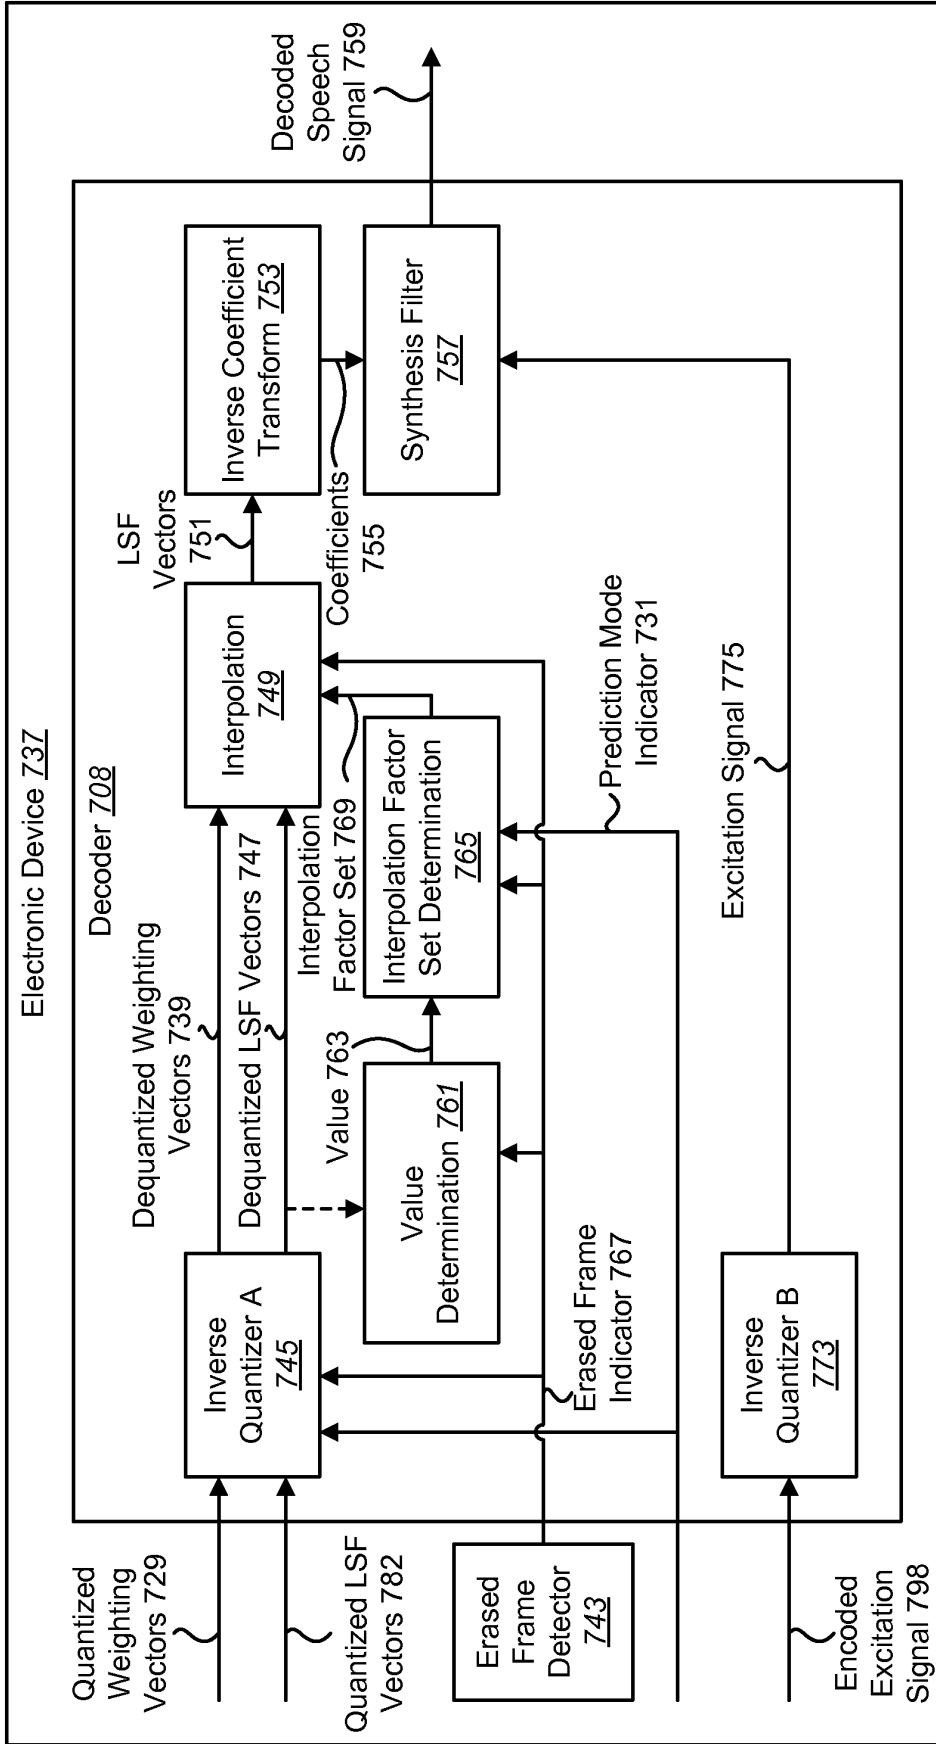 Electronic Device 737
Decoder 708
Quantized
Weighting
Vectors 729
Quantized LSF
Vectors 782
Erased
Frame
Detector
743
Encoded
Excitation
Signal 798
Inverse
Quantizer A
745
Dequantized Weighting
Vectors 739
Dequantized LSF Vectors 747
Value
Determination 761
Value 763
Erased Frame
Indicator 767
Inverse
Quantizer B
773
Interpolation
749
Interpolation
Factor Set 769
Interpolation Factor
Set Determination
765
Prediction Mode
Indicator 731
Excitation Signal 775
LSF
Vectors
751
Inverse Coefficient
Transform 753
Coefficients
755
Synthesis Filter
757
Decoded
Speech
Signal 759